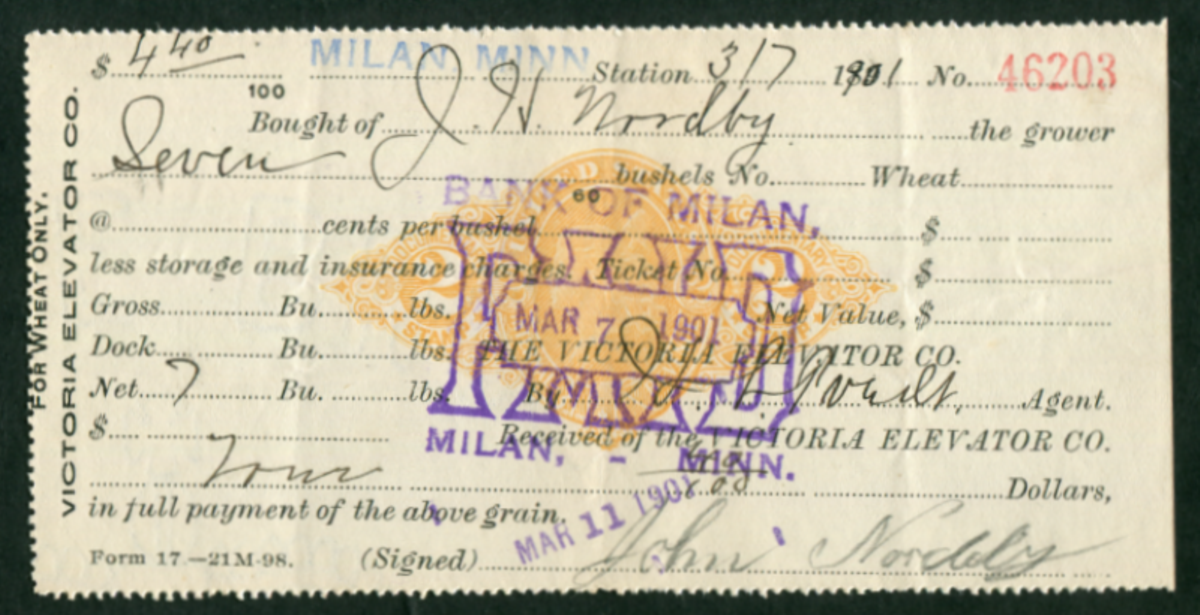 $ 4 40 MILAN MINN Station 3/7 1901 No. 46203
100
Bought of J. H. Nordby the grower
Seven bushels No. Wheat
60
@ cents per bushel $
less storage and insurance charges. Ticket No. $
Gross Bu. lbs. Net Value, $
Dock Bu. lbs. THE VICTORIA ELEVATOR CO.
Net 7 Bu. lbs. By Agent.
$ Received of the VICTORIA ELEVATOR CO.
Four 40/100 Dollars,
in full payment of the above grain.
Form 17.—21M-98. (Signed) John Nordby
FOR WHEAT ONLY.
VICTORIA ELEVATOR CO.
BANK OF MILAN,
PAID
MAR 7 1901
MILAN, - MINN.
MAR 11 1901